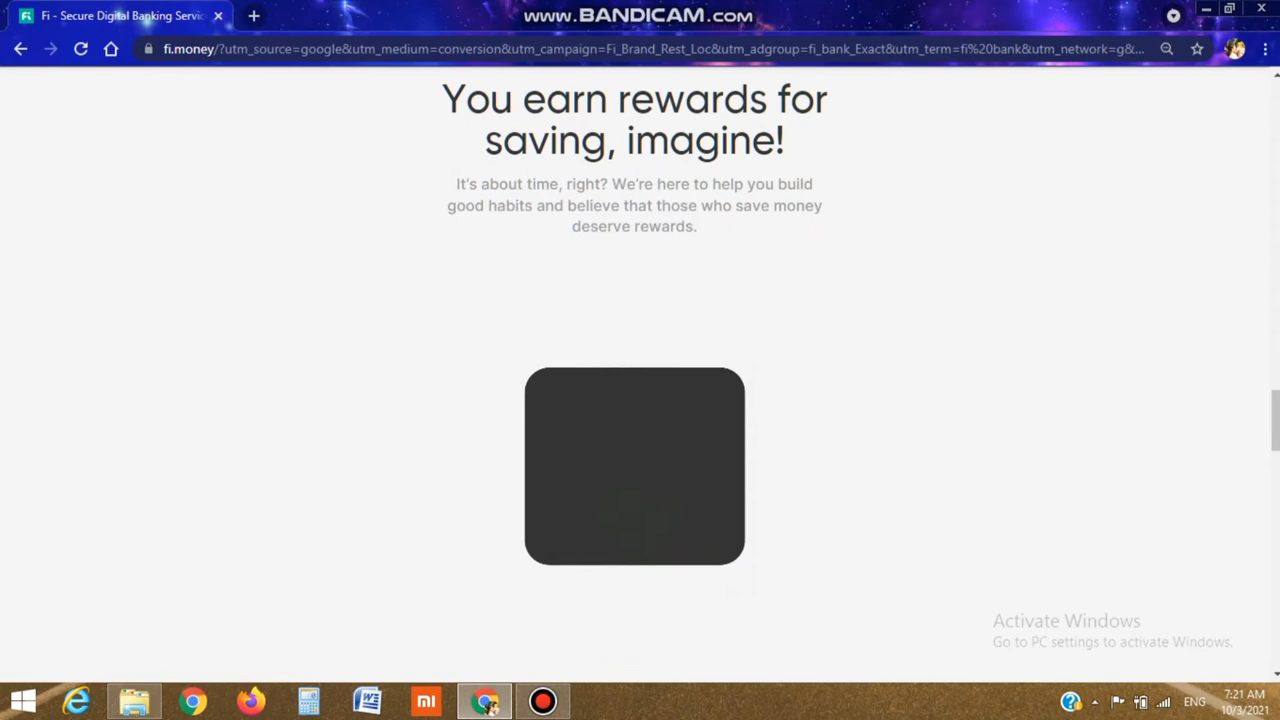 Fi - Secure Digital Banking Servic
www.BANDICAM.com
fi.money/?utm_source=google&utm_medium=conversion&utm_campaign=Fi_Brand_Rest_Loc&utm_adgroup=fi_bank_Exact&utm_term=fi%20bank&utm_network=g&...
You earn rewards for
saving, imagine!
It's about time, right? We're here to help you build
good habits and believe that those who save money
deserve rewards.
Activate Windows
Go to PC settings to activate Windows.
ENG
7:21 AM
10/3/2021